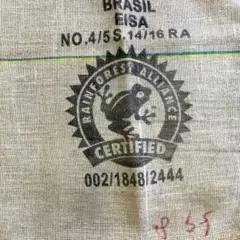 BRASIL
EISA
NO.4/5 S.14/16 RA
RAINFOREST ALLIANCE
CERTIFIED
002/1848/2444